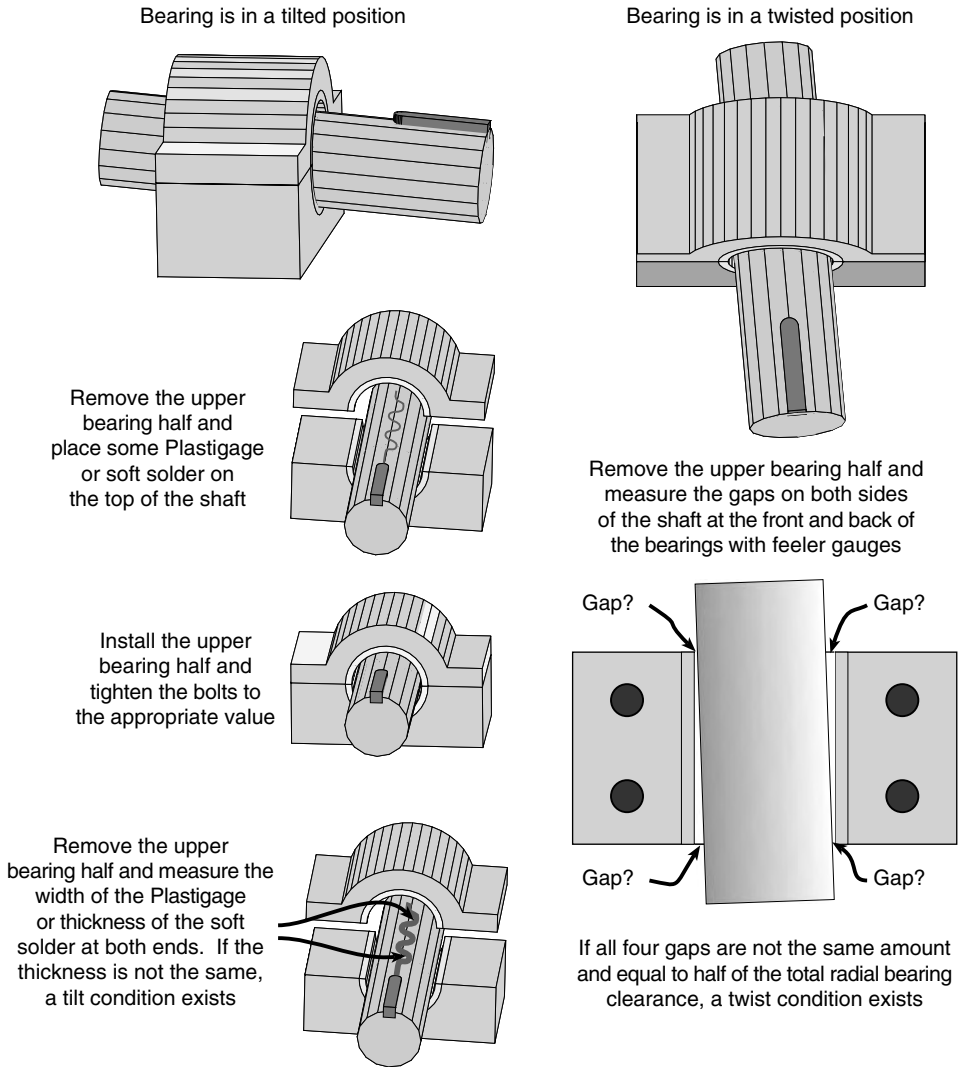 Bearing is in a tilted position
Remove the upper
bearing half and
place some Plastigage
or soft solder on
the top of the shaft
Install the upper
bearing half and
tighten the bolts to
the appropriate value
Remove the upper
bearing half and measure the
width of the Plastigage
or thickness of the soft
solder at both ends.  If the
thickness is not the same,
a tilt condition exists
Bearing is in a twisted position
Remove the upper bearing half and
measure the gaps on both sides
of the shaft at the front and back of
the bearings with feeler gauges
Gap?
Gap?
Gap?
Gap?
If all four gaps are not the same amount
and equal to half of the total radial bearing
clearance, a twist condition exists